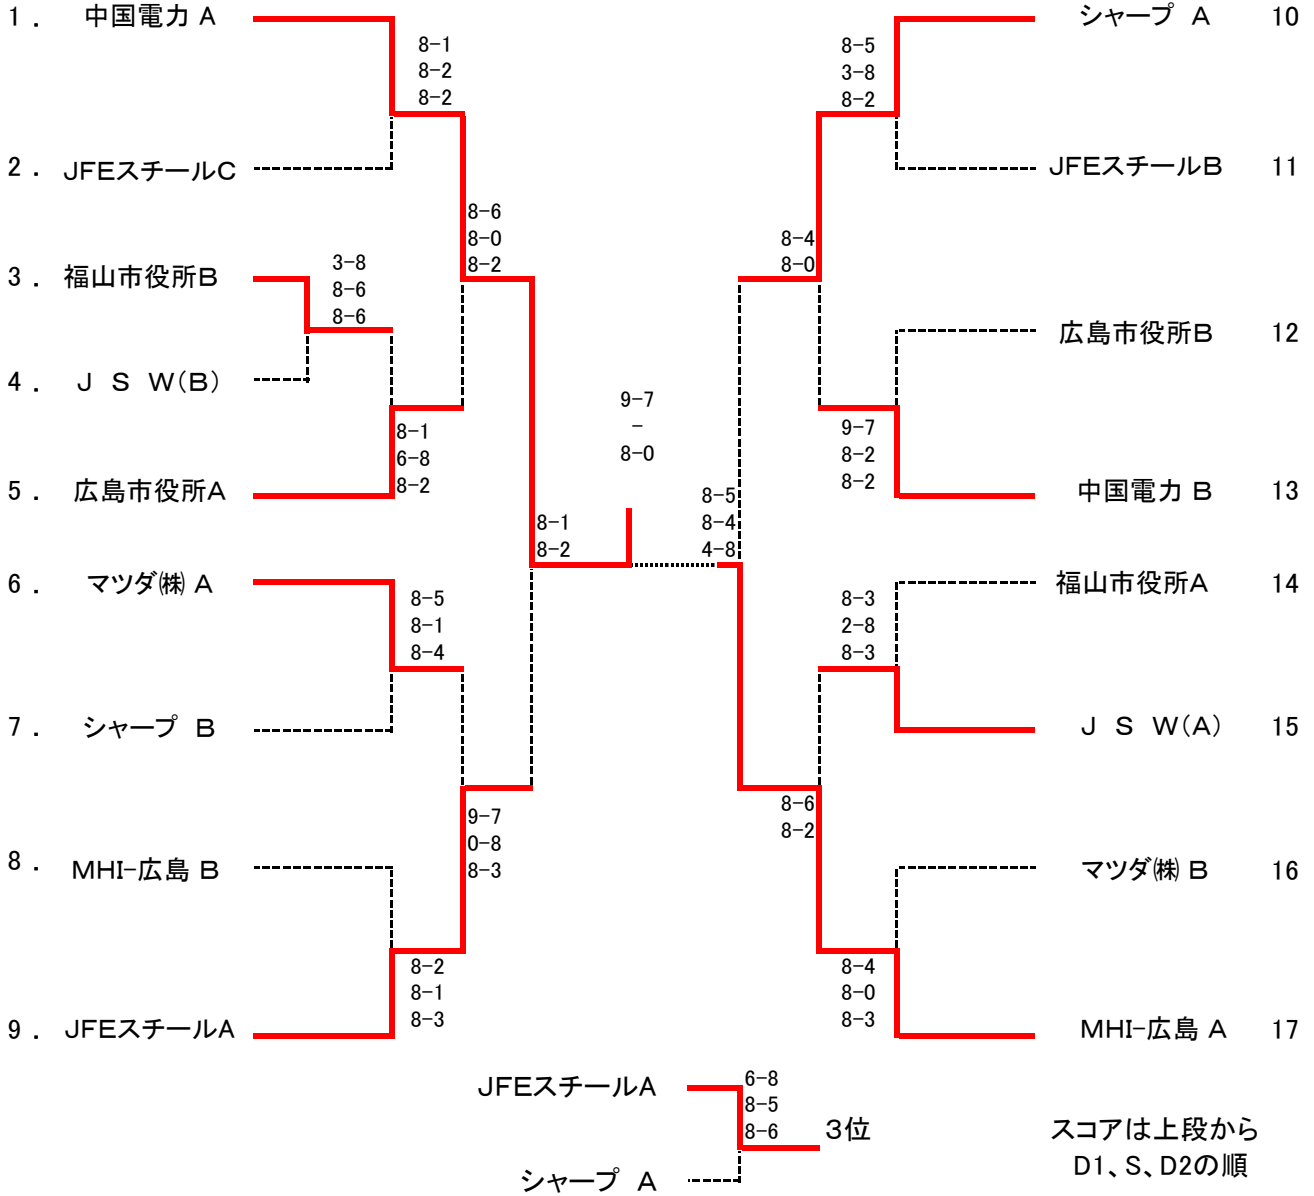 1． 中国電力 A
8-1
8-2
8-2
2． JFEスチールC
8-6
8-0
8-2
3． 福山市役所B
3-8
8-6
8-6
4． J S W(B)
8-1
6-8
8-2
5． 広島市役所A
8-1
8-2
6． マツダ㈱ A
8-5
8-1
8-4
7． シャープ B
9-7
0-8
8-3
8． MHI-広島 B
8-2
8-1
8-3
9． JFEスチールA
9-7
-
8-0
シャープ A 10
8-5
3-8
8-2
JFEスチールB 11
8-4
8-0
広島市役所B 12
9-7
8-2
8-2
中国電力 B 13
8-5
8-4
4-8
福山市役所A 14
8-3
2-8
8-3
J S W(A) 15
8-6
8-2
マツダ㈱ B 16
8-4
8-0
8-3
MHI-広島 A 17
JFEスチールA
6-8
8-5
8-6
3位
シャープ A
スコアは上段から
D1、S、D2の順